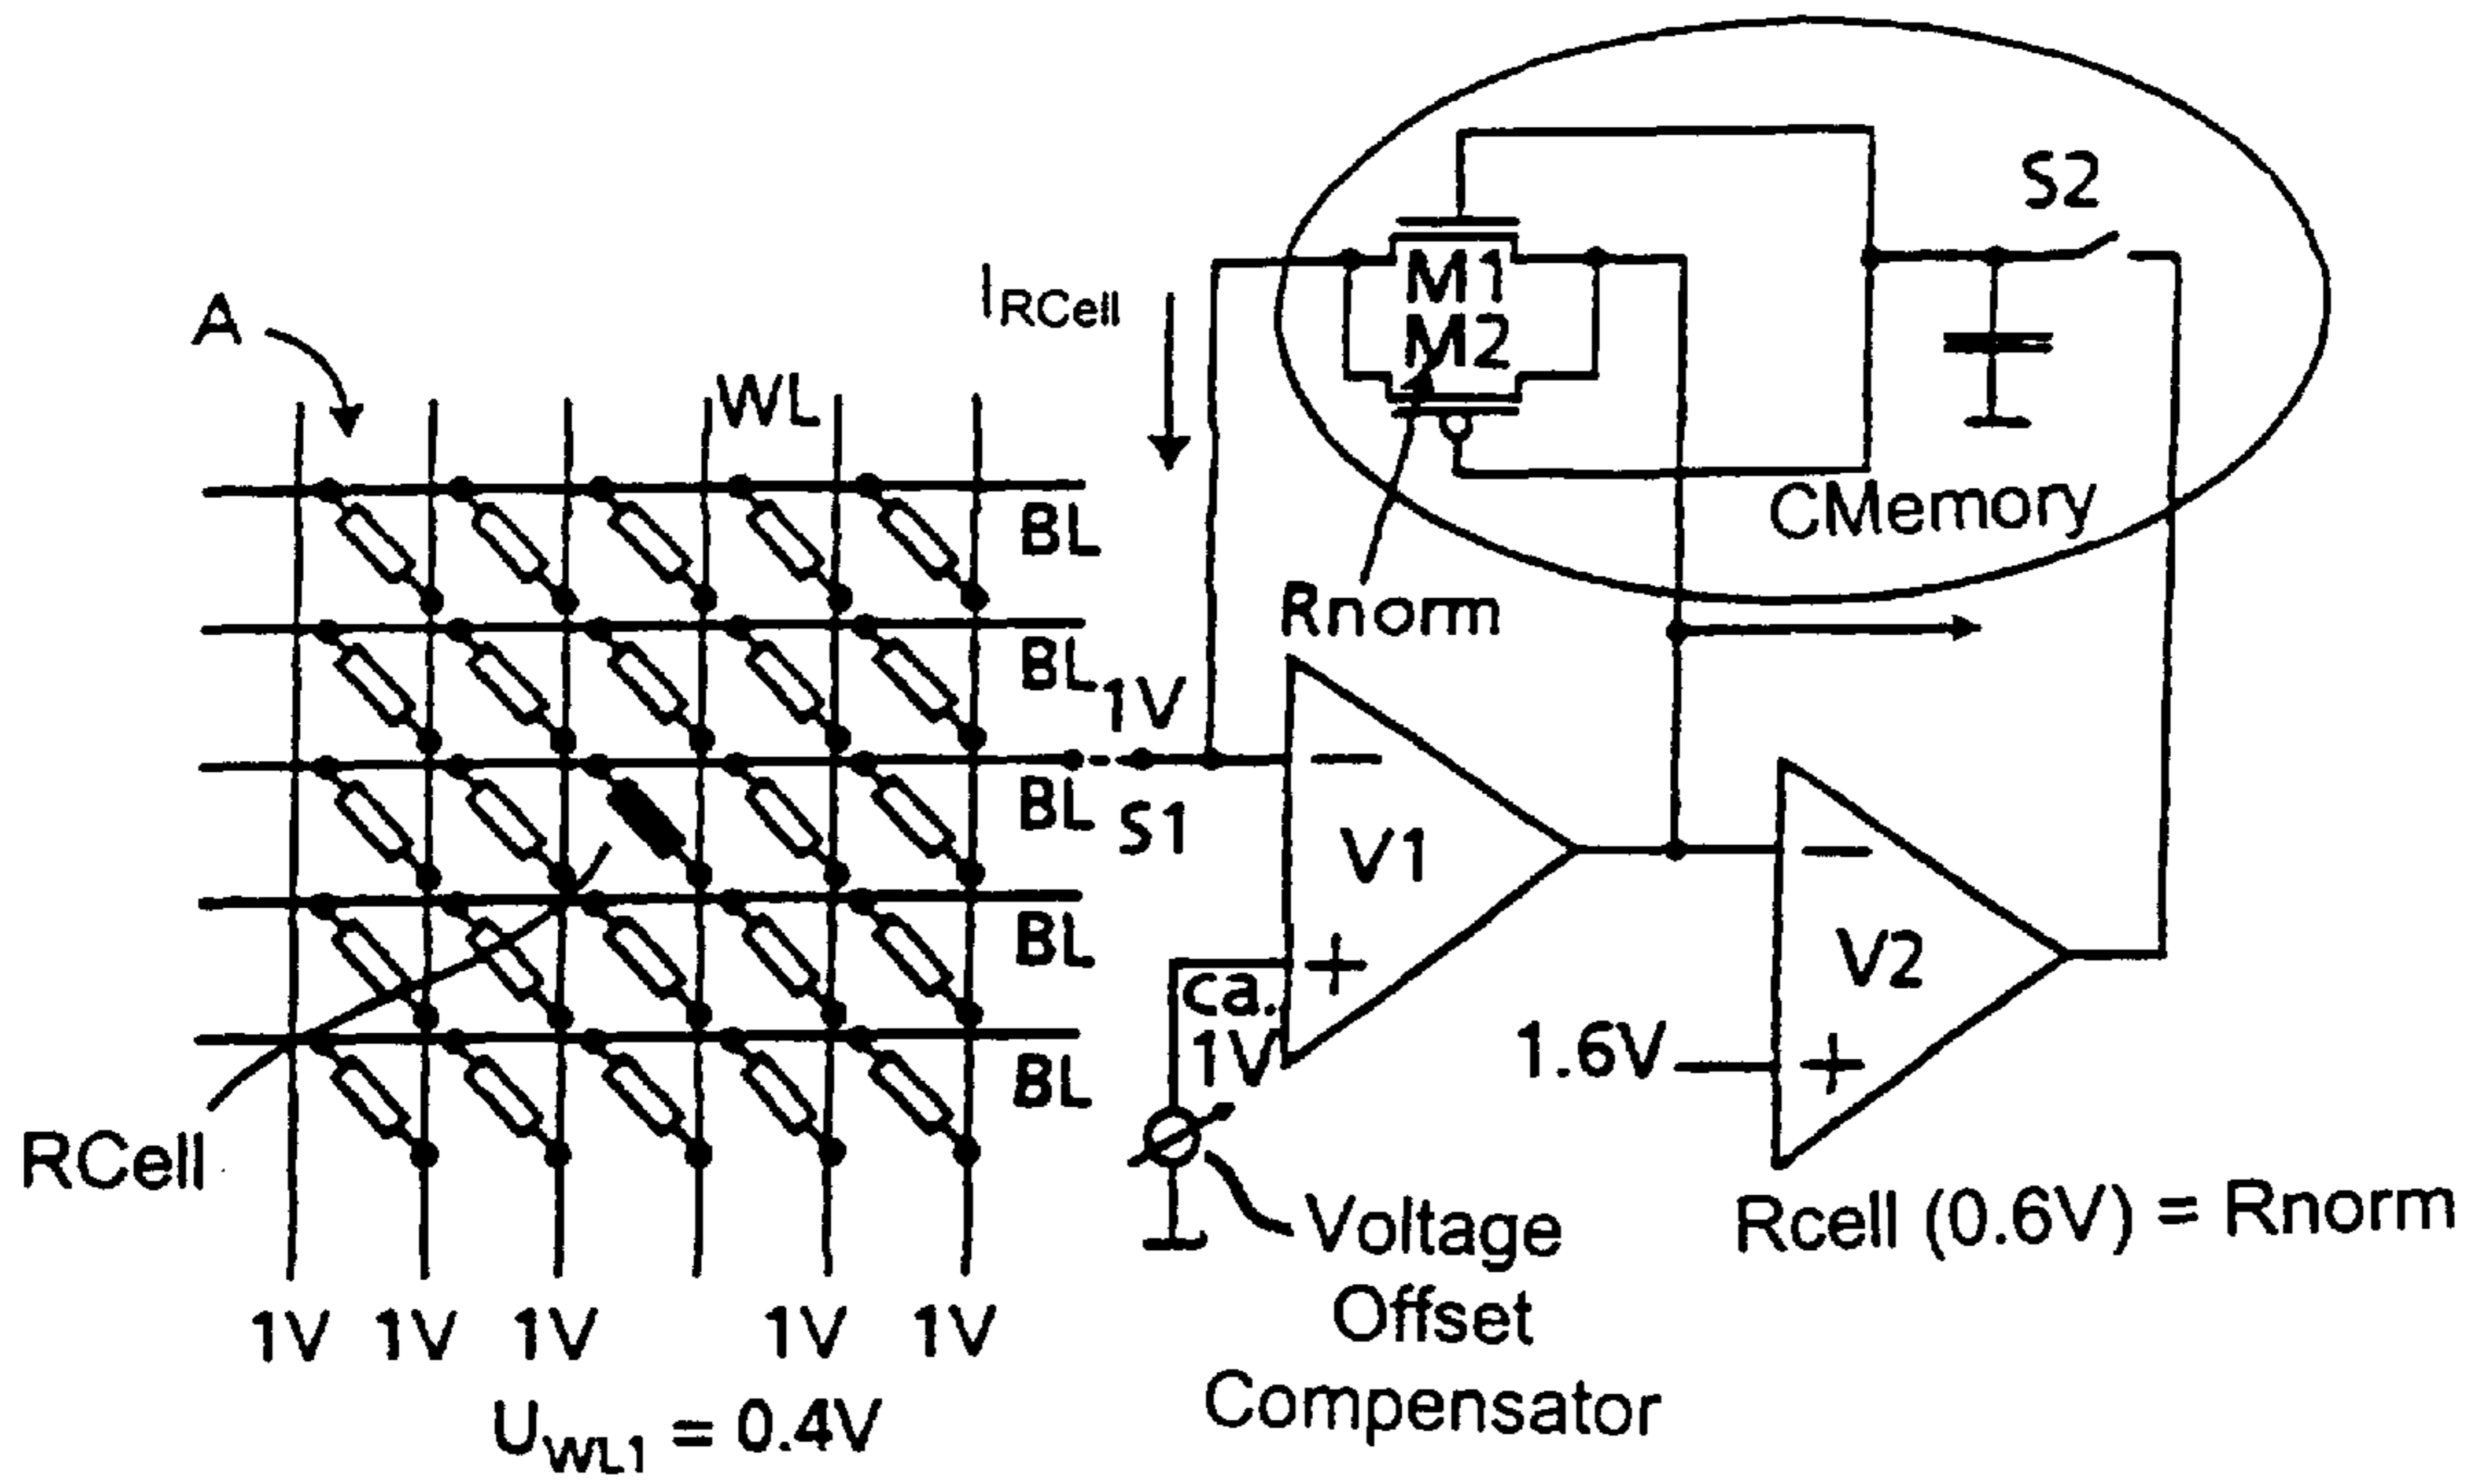 S2
A
I_RCell
M1
M2
WL
CMemory
BL
Rnorm
BL
1V
BL
S1
−
V1
−
BL
+
ca.
1V
V2
1.6V
+
BL
RCell
Voltage
Offset
Compensator
Rcell (0.6V) = Rnorm
1V 1V 1V 1V 1V
U_WL1 = 0.4V